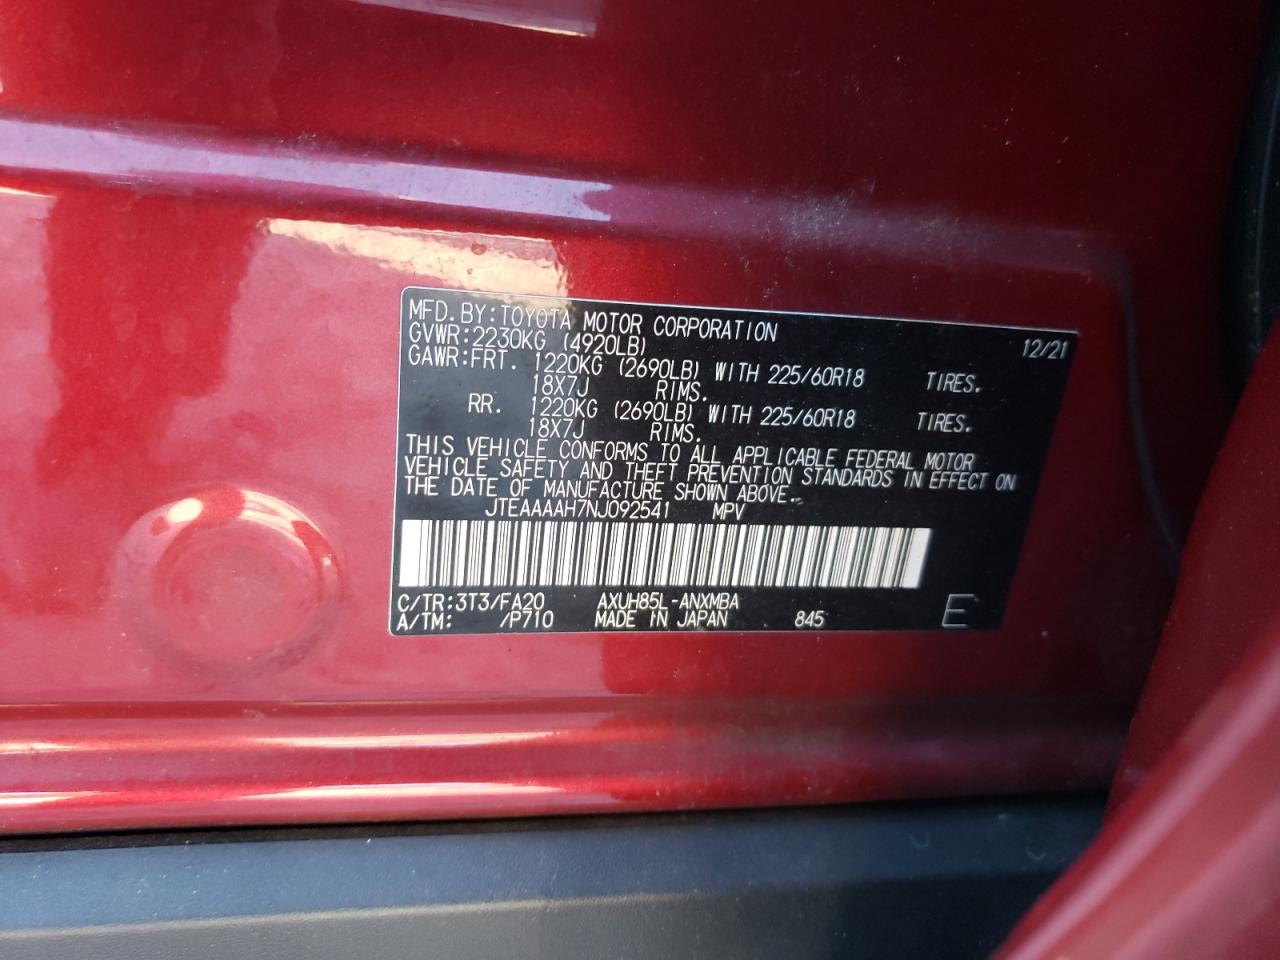 MFD. BY: TOYOTA MOTOR CORPORATION 12/21
GVWR: 2230KG (4920LB)
GAWR: FRT. 1220KG (2690LB) WITH 225/60R18 TIRES.
18X7J RIMS.
RR. 1220KG (2690LB) WITH 225/60R18 TIRES.
18X7J RIMS.
THIS VEHICLE CONFORMS TO ALL APPLICABLE FEDERAL MOTOR
VEHICLE SAFETY AND THEFT PREVENTION STANDARDS IN EFFECT ON
THE DATE OF MANUFACTURE SHOWN ABOVE.
JTEAAAAH7NJ092541 MPV
C/TR: 3T3/FA20 AXUH85L-ANXMBA
A/TM: /P710 MADE IN JAPAN 845 E